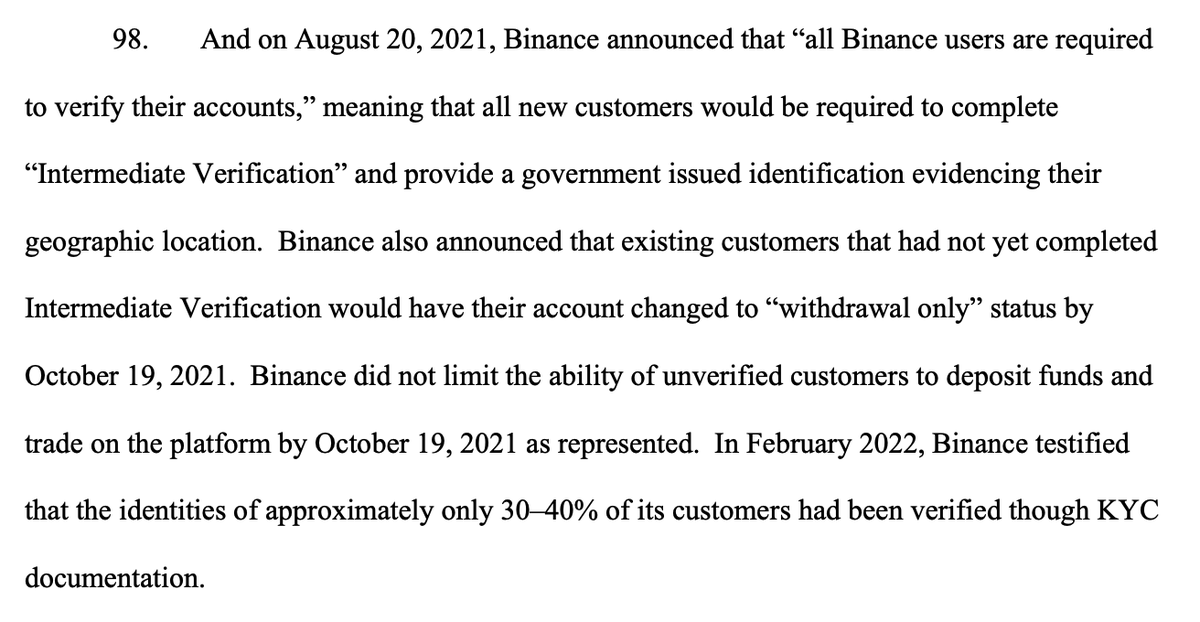 98. And on August 20, 2021, Binance announced that “all Binance users are required
to verify their accounts,” meaning that all new customers would be required to complete
“Intermediate Verification” and provide a government issued identification evidencing their
geographic location.  Binance also announced that existing customers that had not yet completed
Intermediate Verification would have their account changed to “withdrawal only” status by
October 19, 2021.  Binance did not limit the ability of unverified customers to deposit funds and
trade on the platform by October 19, 2021 as represented.  In February 2022, Binance testified
that the identities of approximately only 30–40% of its customers had been verified though KYC
documentation.